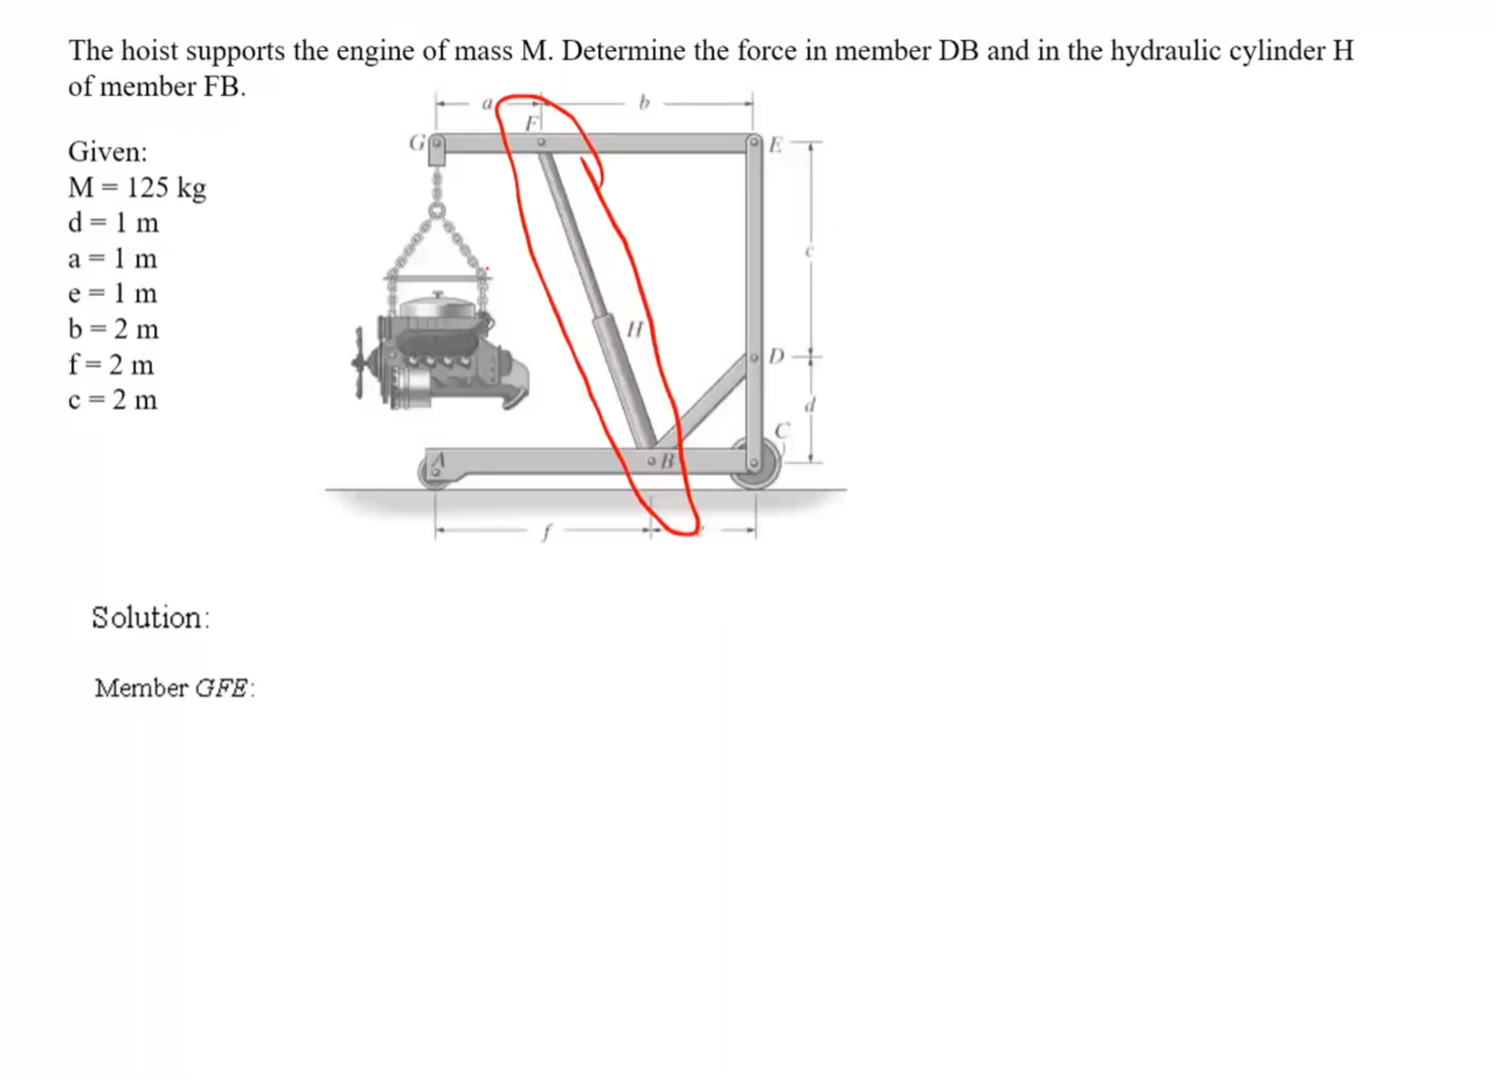 The hoist supports the engine of mass M. Determine the force in member DB and in the hydraulic cylinder H
of member FB.
a
b
F
G
E
Given:
M = 125 kg
d = 1 m
a = 1 m
e = 1 m
b = 2 m
f = 2 m
c = 2 m
c
H
D
d
C
A
B
f
Solution:
Member GFE: